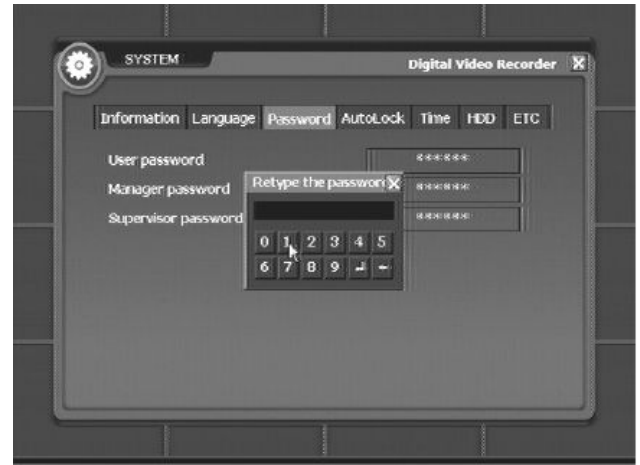 SYSTEM
Digital Video Recorder X
Information Language Password AutoLock Time HDD ETC
User password ******
Manager password ******
Supervisor password ******
Retype the password X
0 1 2 3 4 5
6 7 8 9 ↵ ←